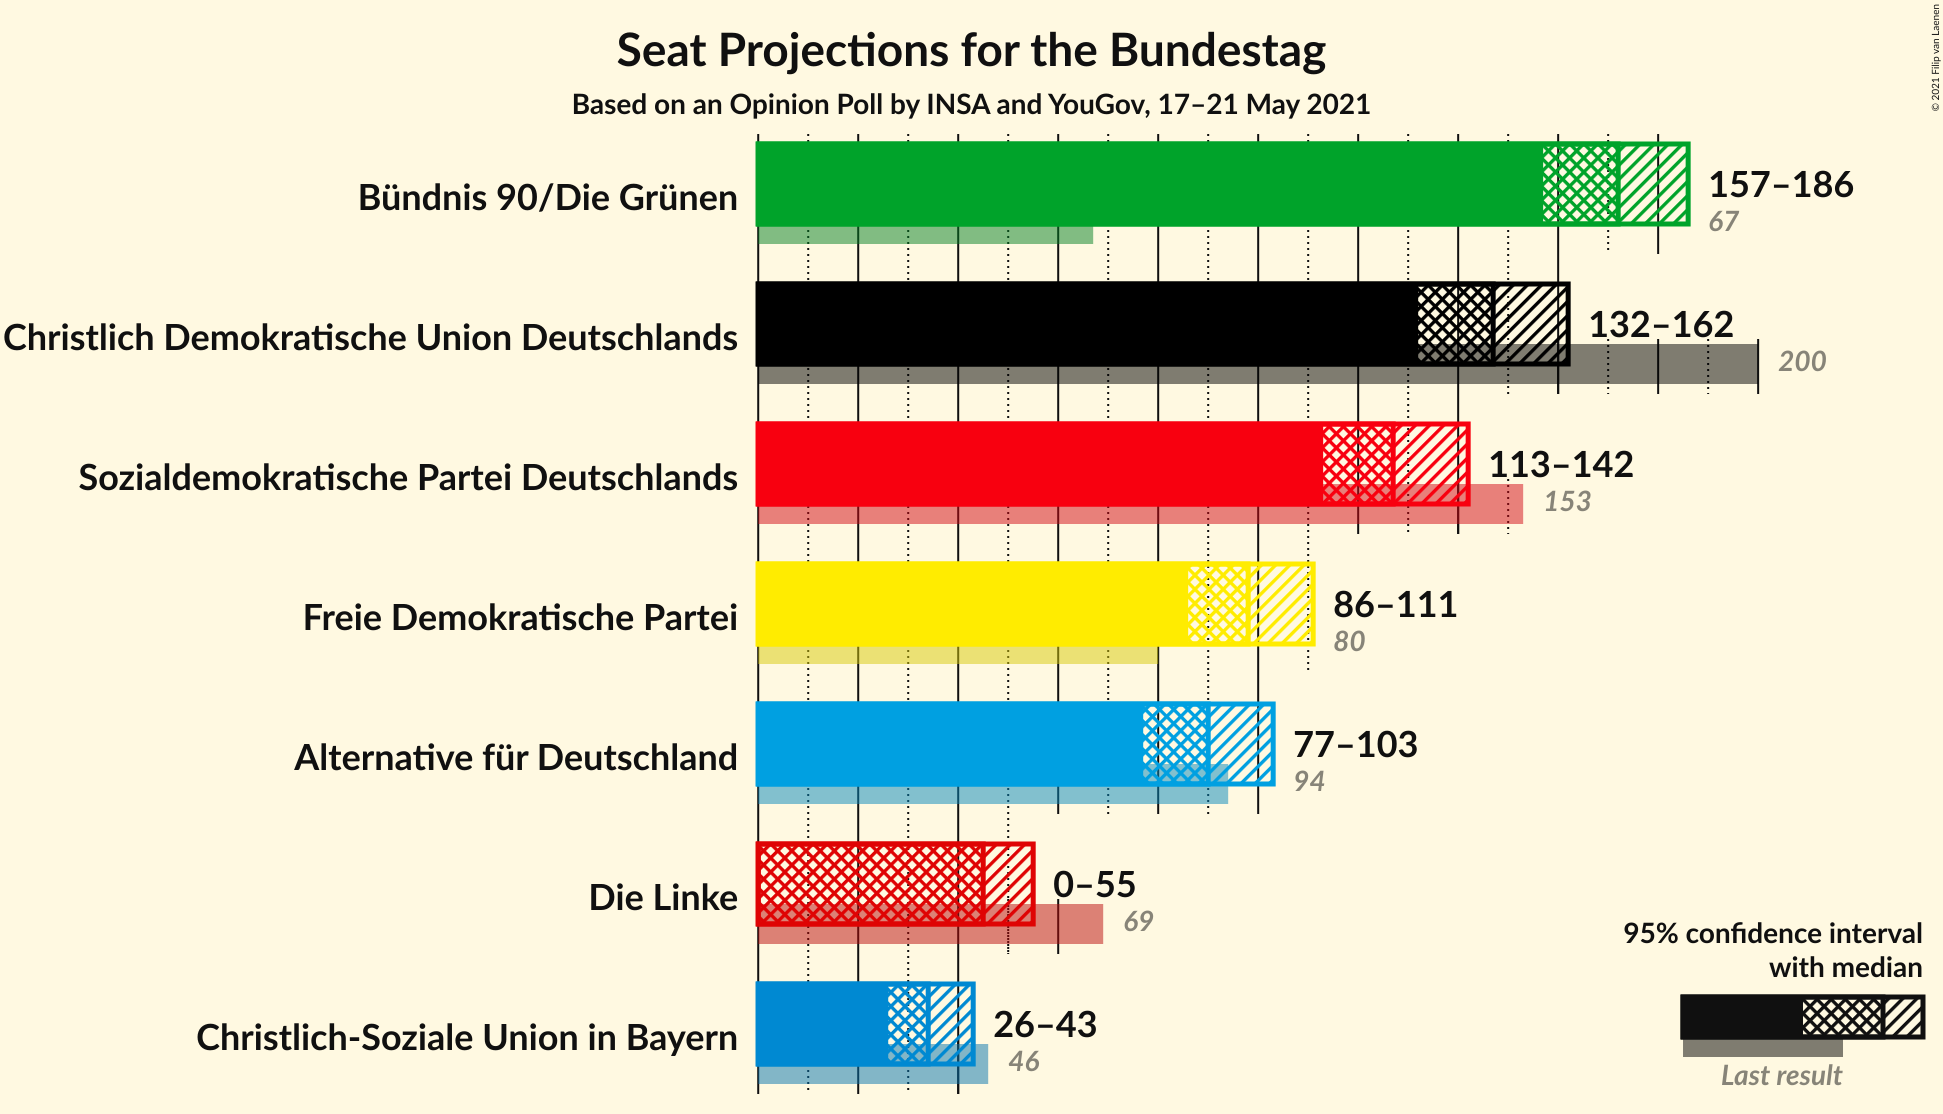 Seat Projections for the Bundestag
Based on an Opinion Poll by INSA and YouGov, 17–21 May 2021
© 2021 Filip van Laenen
Bündnis 90/Die Grünen
157–186
67
Christlich Demokratische Union Deutschlands
132–162
200
Sozialdemokratische Partei Deutschlands
113–142
153
Freie Demokratische Partei
86–111
80
Alternative für Deutschland
77–103
94
Die Linke
0–55
69
Christlich-Soziale Union in Bayern
26–43
46
95% confidence interval
with median
Last result